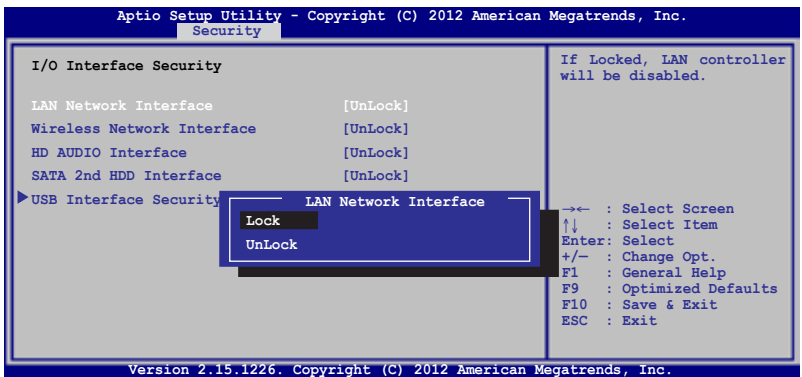 Aptio Setup Utility - Copyright (C) 2012 American Megatrends, Inc.
Security
I/O Interface Security
LAN Network Interface [UnLock]
Wireless Network Interface [UnLock]
HD AUDIO Interface [UnLock]
SATA 2nd HDD Interface [UnLock]
USB Interface Security
LAN Network Interface
Lock
UnLock
If Locked, LAN controller
will be disabled.
→← : Select Screen
↑↓ : Select Item
Enter: Select
+/— : Change Opt.
F1 : General Help
F9 : Optimized Defaults
F10 : Save & Exit
ESC : Exit
Version 2.15.1226. Copyright (C) 2012 American Megatrends, Inc.